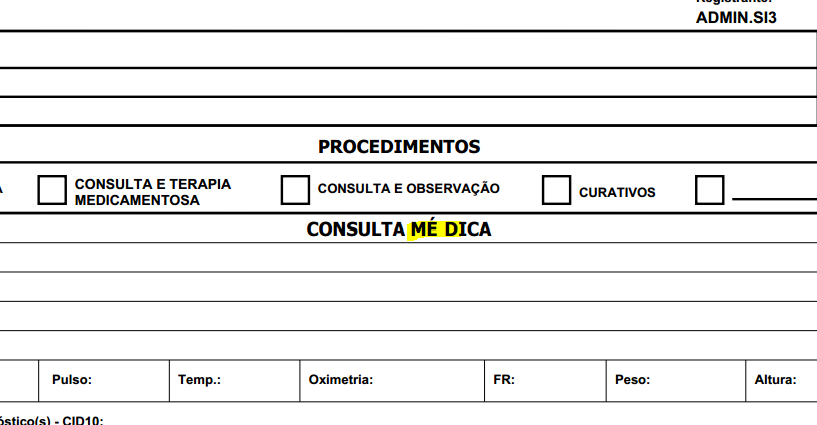 ADMIN.SI3
PROCEDIMENTOS
CONSULTA E TERAPIA
MEDICAMENTOSA
CONSULTA E OBSERVAÇÃO
CURATIVOS
CONSULTA MÉ DICA
Pulso:
Temp.:
Oximetria:
FR:
Peso:
Altura:
óstico(s) - CID10: